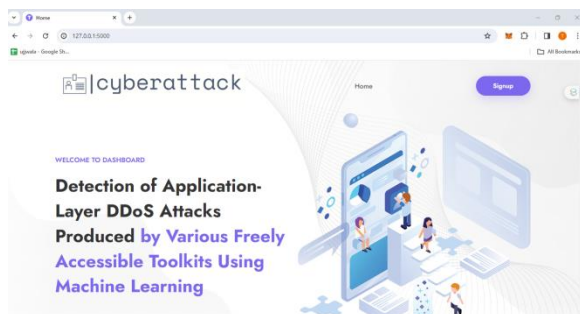 Home
127.0.0.1:5000
ujjwala - Google Sh...
All Bookmarks
|cyberattack
Home
Signup
WELCOME TO DASHBOARD
Detection of Application-
Layer DDoS Attacks
Produced by Various Freely
Accessible Toolkits Using
Machine Learning